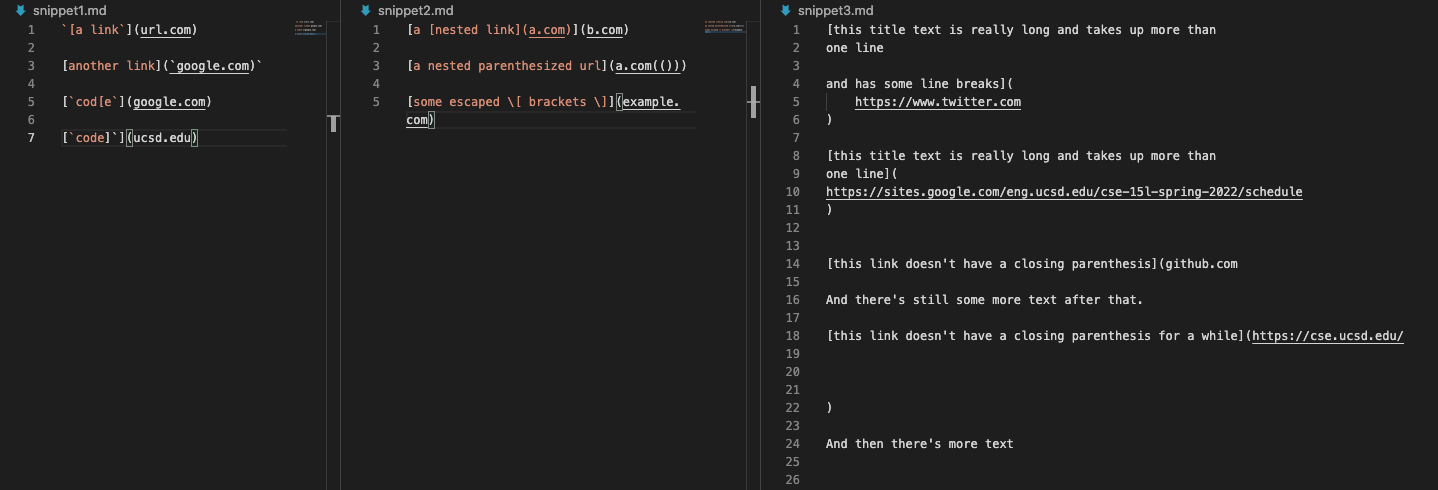 snippet1.md
1 `[a link`](url.com)
2
3 [another link](`google.com)`
4
5 [`cod[e`](google.com)
6
7 [`code]`](ucsd.edu)
snippet2.md
1 [a [nested link](a.com)](b.com)
2
3 [a nested parenthesized url](a.com(()))
4
5 [some escaped \[ brackets \]](example.
com)
snippet3.md
1 [this title text is really long and takes up more than
2 one line
3
4 and has some line breaks](
5     https://www.twitter.com
6 )
7
8 [this title text is really long and takes up more than
9 one line](
10 https://sites.google.com/eng.ucsd.edu/cse-15l-spring-2022/schedule
11 )
12
13
14 [this link doesn't have a closing parenthesis](github.com
15
16 And there's still some more text after that.
17
18 [this link doesn't have a closing parenthesis for a while](https://cse.ucsd.edu/
19
20
21
22 )
23
24 And then there's more text
25
26